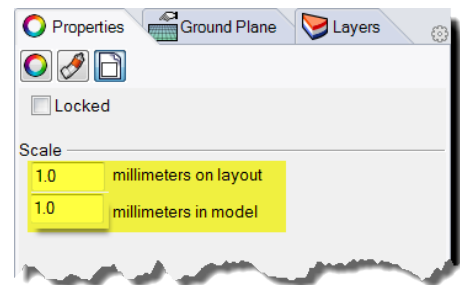 Properties Ground Plane Layers
Locked
Scale
1.0 millimeters on layout
1.0 millimeters in model